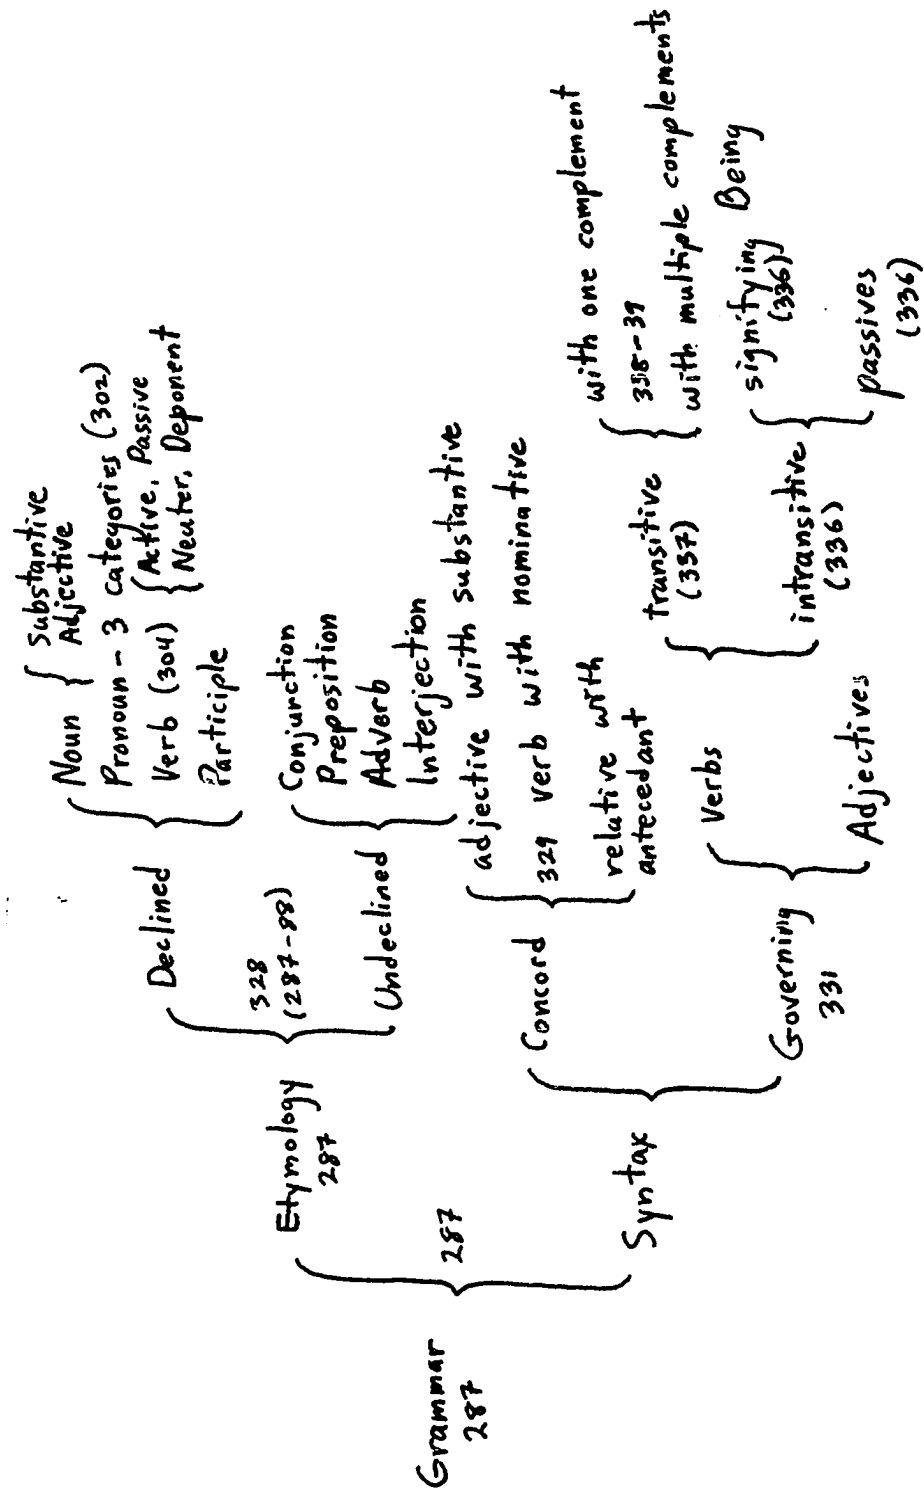 Grammar
287
287
Etymology
287
Syntax
Declined
328
(287-88)
Undeclined
Noun { Substantive
Adjective
Pronoun - 3 categories (302)
Verb (304) { Active, Passive
Neuter, Deponent
Participle
Conjunction
Preposition
Adverb
Interjection
Concord
adjective with substantive
329 verb with nominative
relative with
antecedant
Governing
331
Verbs
Adjectives
transitive
(337)
with one complement
338-39
with multiple complements
intransitive
(336)
signifying Being
(336)
passives
(336)